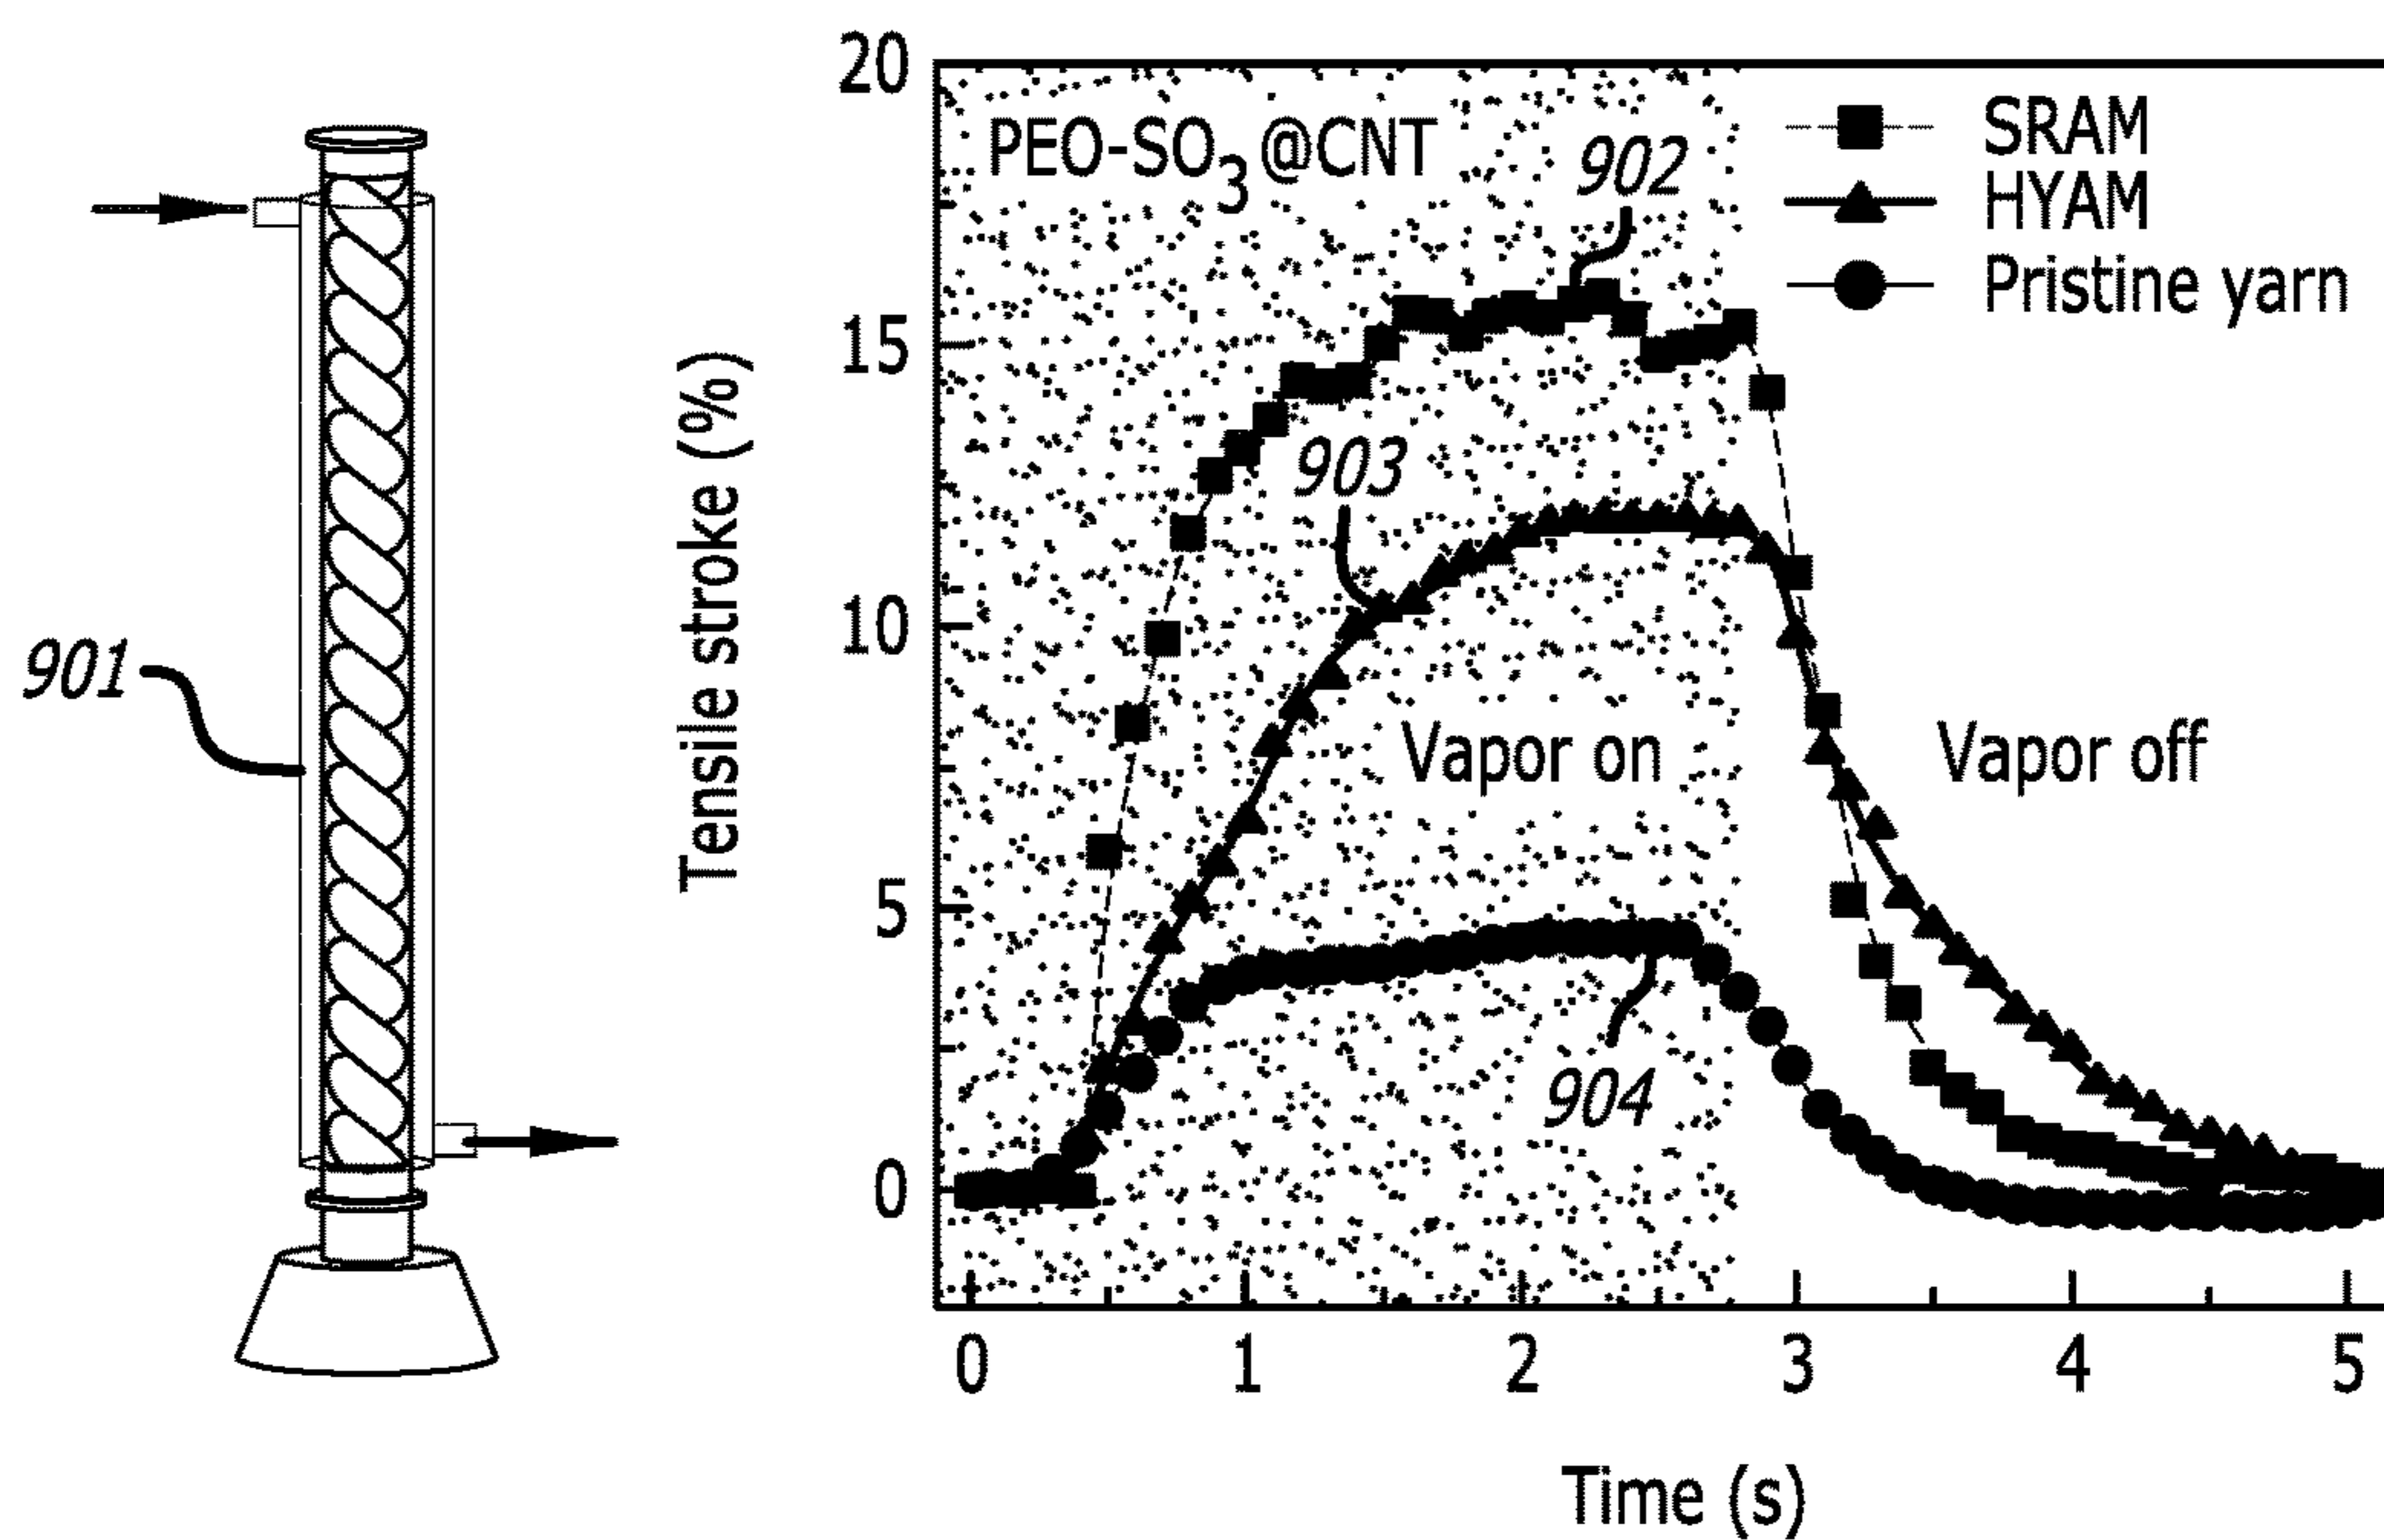 901
Tensile stroke (%)
20
15
10
5
0
PEO-SO3@CNT
902
903
904
SRAM
HYAM
Pristine yarn
Vapor on
Vapor off
0 1 2 3 4 5
Time (s)